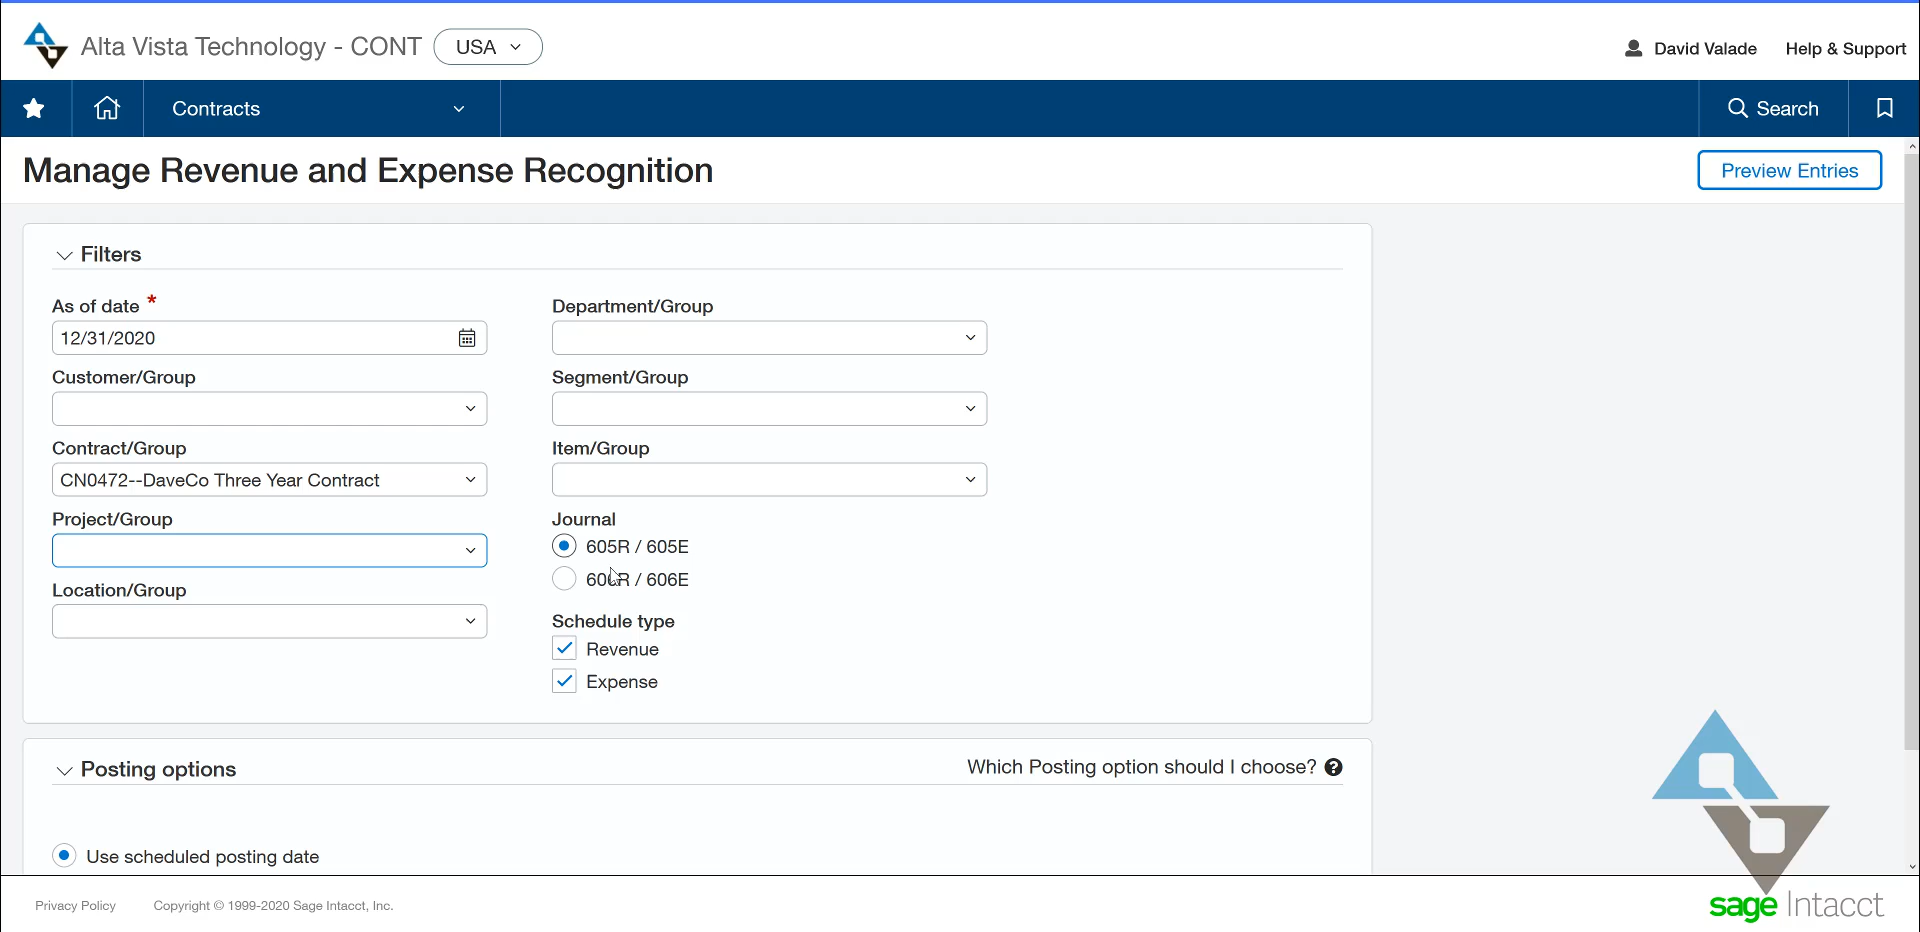 Alta Vista Technology - CONT USA
David Valade Help & Support
Contracts
Search
Manage Revenue and Expense Recognition
Preview Entries
Filters
As of date *
12/31/2020
Customer/Group
Contract/Group
CN0472--DaveCo Three Year Contract
Project/Group
Location/Group
Department/Group
Segment/Group
Item/Group
Journal
605R / 605E
606R / 606E
Schedule type
Revenue
Expense
Posting options
Which Posting option should I choose? ?
Use scheduled posting date
Privacy Policy Copyright © 1999-2020 Sage Intacct, Inc.
sage Intacct